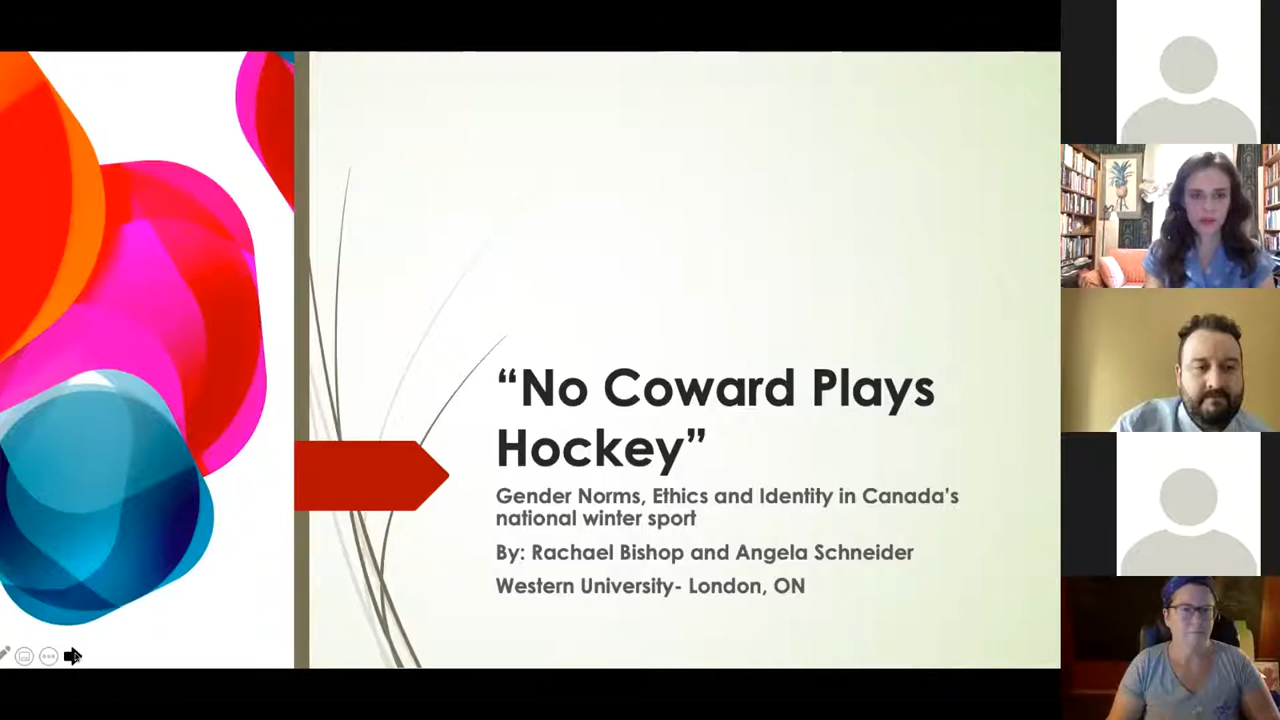 “No Coward Plays
Hockey”
Gender Norms, Ethics and Identity in Canada’s
national winter sport
By: Rachael Bishop and Angela Schneider
Western University- London, ON